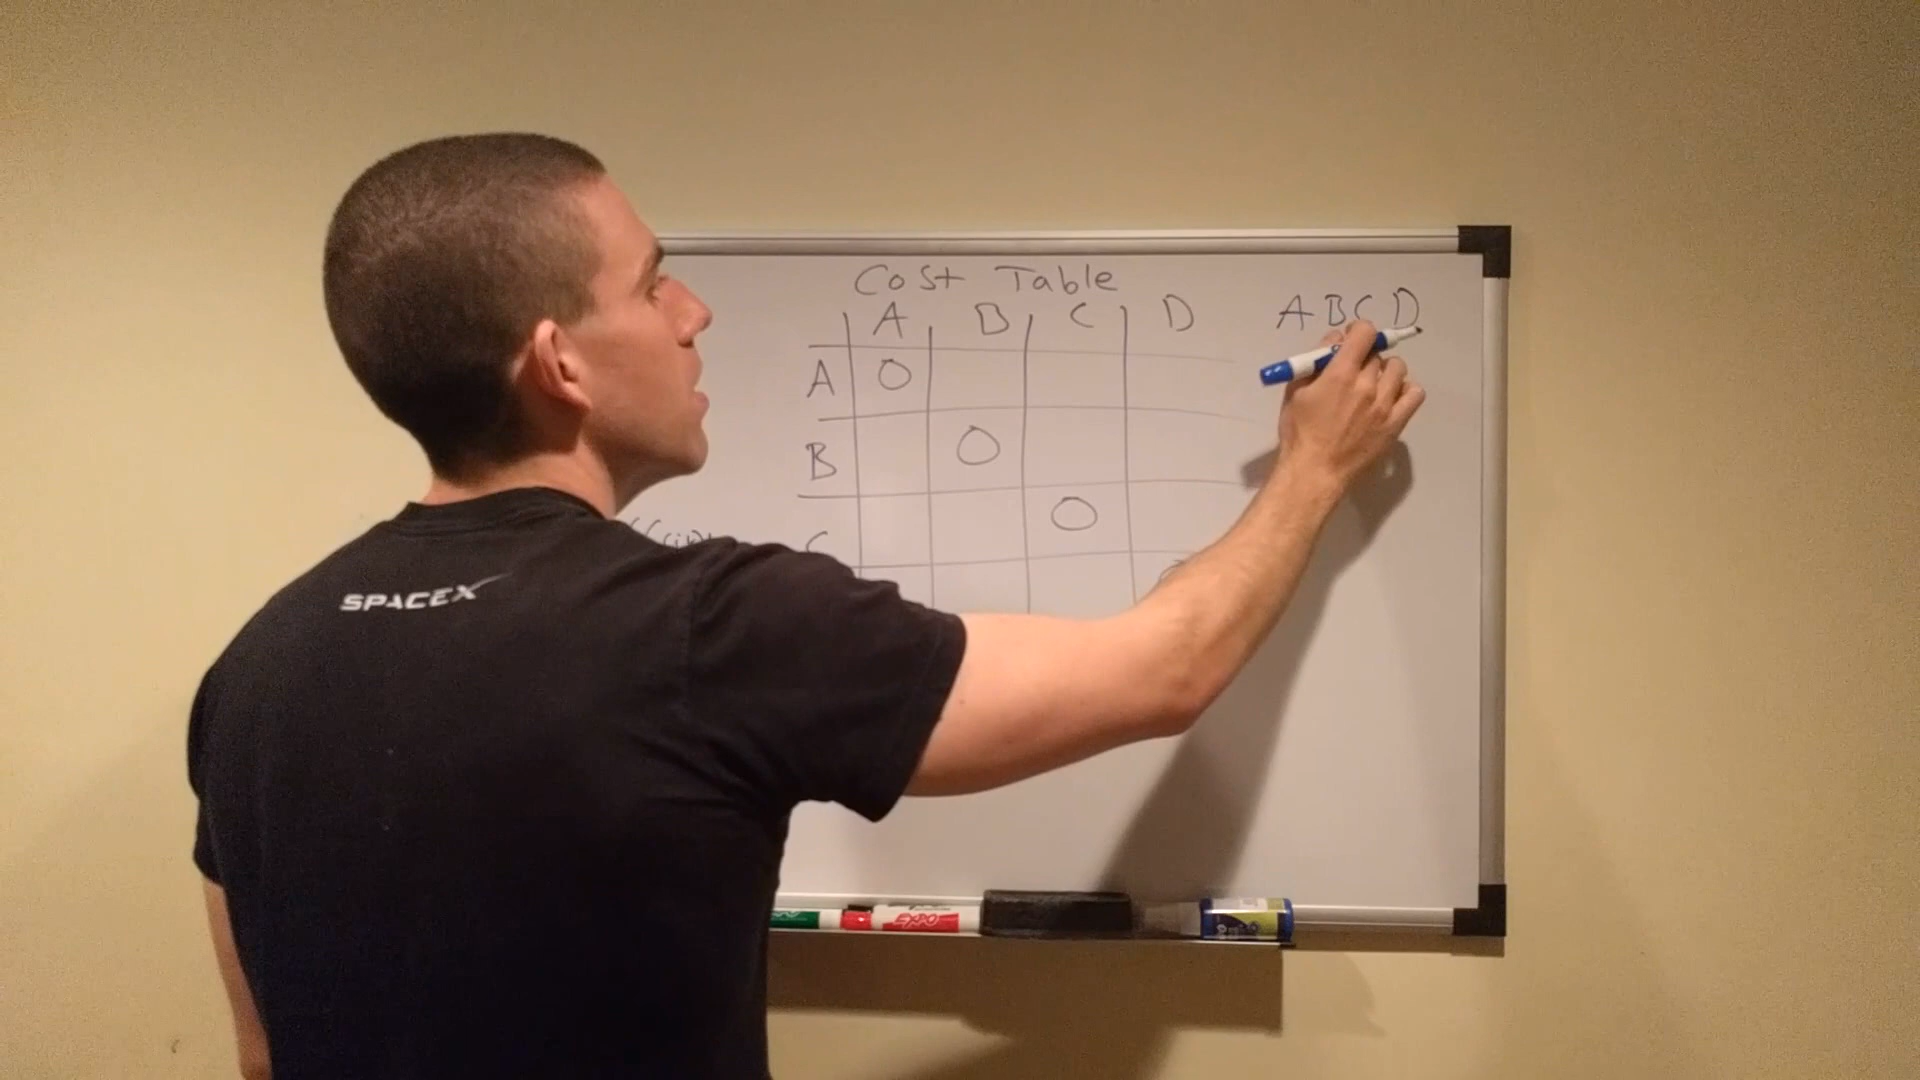 Cost Table
A B C D A B C D
A O
B O
C O
SPACEX
EXPO